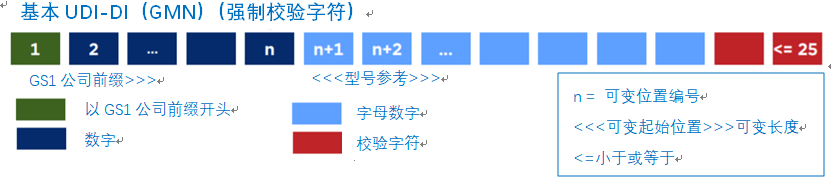 基本 UDI-DI（GMN）（强制校验字符）
1 2 ... n n+1 n+2 ... <= 25
GS1 公司前缀>>> <<<型号参考>>>
以 GS1 公司前缀开头 字母数字
数字 校验字符
n = 可变位置编号
<<<可变起始位置>>>可变长度
<=小于或等于